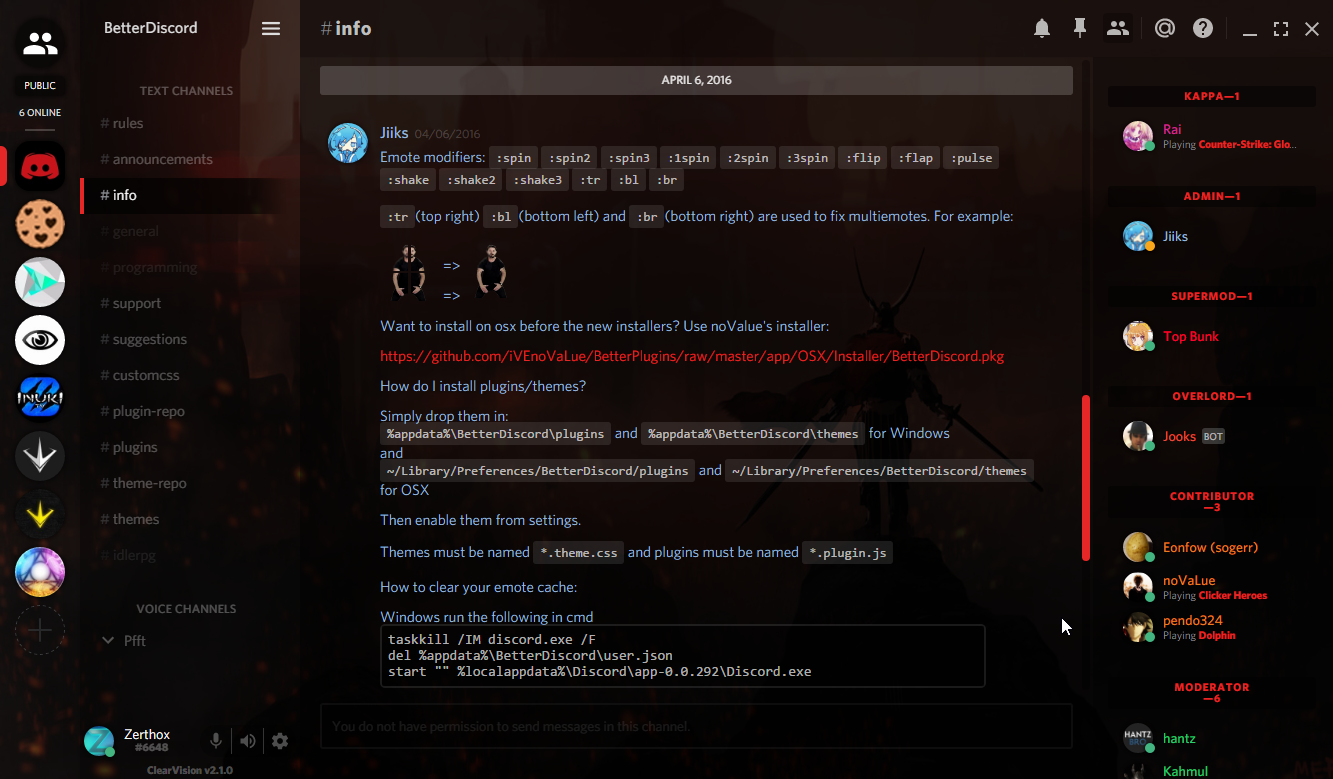 BetterDiscord
#info
PUBLIC
6 ONLINE
INUKI
TEXT CHANNELS
# rules
# announcements
# info
# general
# programming
# support
# suggestions
# customcss
# plugin-repo
# plugins
# theme-repo
# themes
# idlerpg
VOICE CHANNELS
Pfft
Zerthox
#6648
ClearVision v2.1.0
APRIL 6, 2016
Jiiks 04/06/2016
Emote modifiers: :spin :spin2 :spin3 :1spin :2spin :3spin :flip :flap :pulse
:shake :shake2 :shake3 :tr :bl :br
:tr (top right) :bl (bottom left) and :br (bottom right) are used to fix multiemotes. For example:
=>
=>
Want to install on osx before the new installers? Use noValue's installer:
https://github.com/iVEnoVaLue/BetterPlugins/raw/master/app/OSX/Installer/BetterDiscord.pkg
How do I install plugins/themes?
Simply drop them in:
%appdata%\BetterDiscord\plugins and %appdata%\BetterDiscord\themes for Windows
and
~/Library/Preferences/BetterDiscord/plugins and ~/Library/Preferences/BetterDiscord/themes
for OSX
Then enable them from settings.
Themes must be named *.theme.css and plugins must be named *.plugin.js
How to clear your emote cache:
Windows run the following in cmd
taskkill /IM discord.exe /F
del %appdata%\BetterDiscord\user.json
start "" %localappdata%\Discord\app-0.0.292\Discord.exe
You do not have permission to send messages in this channel.
KAPPA—1
Rai
Playing Counter-Strike: Glo...
ADMIN—1
Jiiks
SUPERMOD—1
Top Bunk
OVERLORD—1
Jooks BOT
CONTRIBUTOR
—3
Eonfow (sogerr)
noVaLue
Playing Clicker Heroes
pendo324
Playing Dolphin
MODERATOR
—6
HANTZ
BRO
hantz
Kahmul